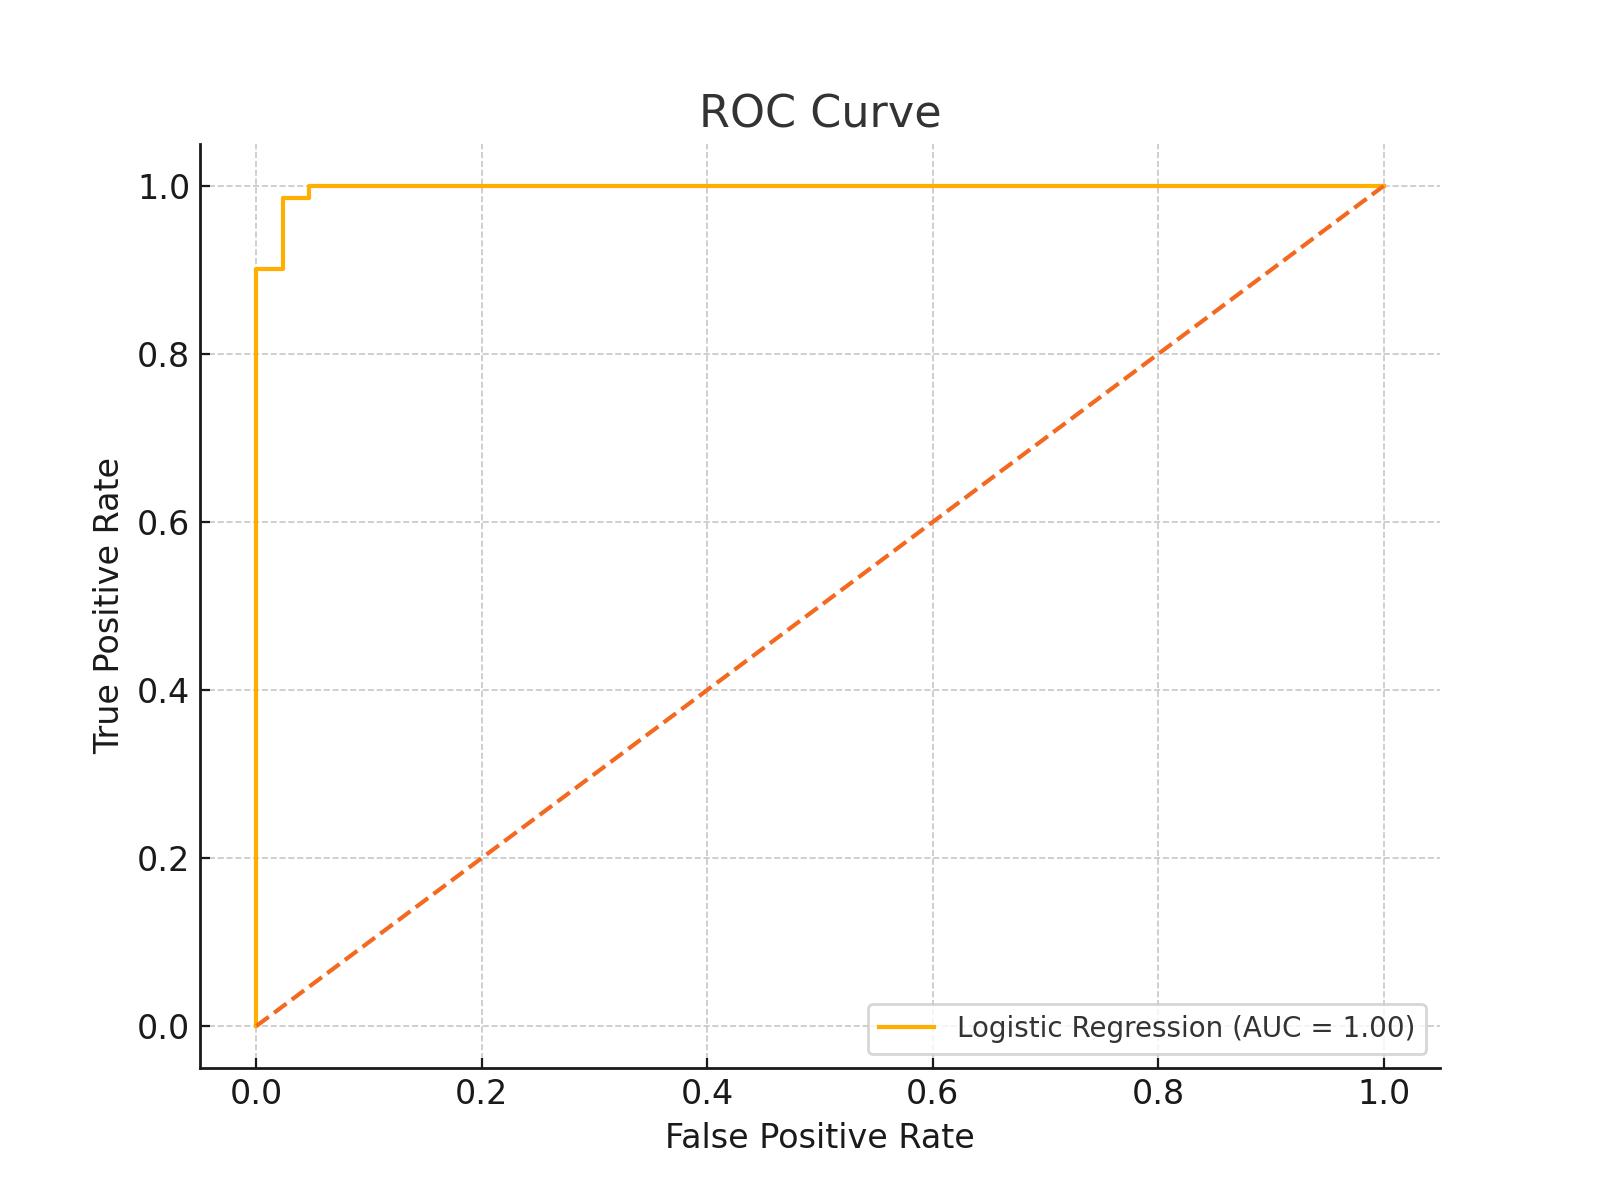 ROC Curve
1.0
0.8
0.6
0.4
0.2
0.0
True Positive Rate
Logistic Regression (AUC = 1.00)
0.0 0.2 0.4 0.6 0.8 1.0
False Positive Rate